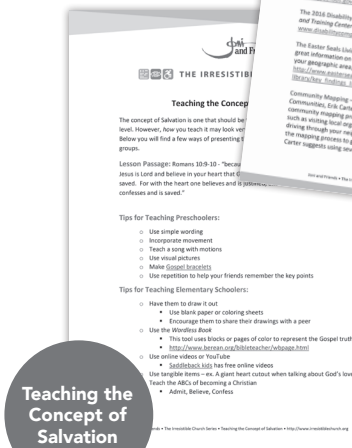 The 2016 Disability
and Training Center
www.disabilitycomp
The Easter Seals Livi
great information on
your geographic area,
http://www.easterse
library/key_findings_l
Community Mapping –
Communities, Erik Carte
community mapping pr
such as visiting local org
driving through your neig
the mapping process to g
Carter suggests using sev
Joni and Friends • The Ir
Joni
and Fr
THE IRRESISTIB
Teaching the Concep
The concept of Salvation is one that should be
level. However, how you teach it may look ver
Below you will find a few ways of presenting t
groups.
Lesson Passage: Romans 10:9-10 - "becau
Jesus is Lord and believe in your heart that G
saved. For with the heart one believes and is
confesses and is saved."
Tips for Teaching Preschoolers:
○ Use simple wording
○ Incorporate movement
○ Teach a song with motions
○ Use visual pictures
○ Make Gospel bracelets
○ Use repetition to help your friends remember the key points
Tips for Teaching Elementary Schoolers:
○ Have them to draw it out
▪ Use blank paper or coloring sheets
▪ Encourage them to share their drawings with a peer
○ Use the Wordless Book
▪ This tool uses blocks or pages of color to represent the Gospel truth
▪ http://www.berean.org/bibleteacher/wbpage.html
○ Use online videos or YouTube
▪ Saddleback kids has free online videos
Use tangible items – ex. A giant heart cutout when talking about God's love
Teach the ABCs of becoming a Christian
▪ Admit, Believe, Confess
ends • The Irresistible Church Series • Teaching the Concept of Salvation • http://www.irresistiblechurch.org
Teaching the
Concept of
Salvation